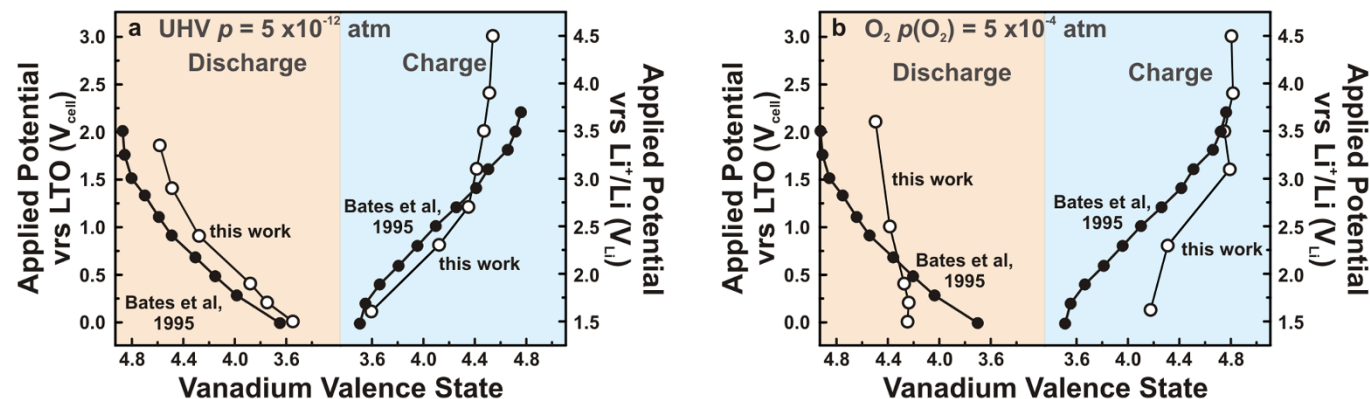 a UHV p = 5 x10⁻¹² atm
Discharge
Charge
Applied Potential
vrs LTO (V_cell)
3.0
2.5
2.0
1.5
1.0
0.5
0.0
this work
Bates et al,
1995
Bates et al,
1995
this work
4.5
4.0
3.5
3.0
2.5
2.0
1.5
Applied Potential
vrs Li⁺/Li (V_Li)
4.8 4.4 4.0 3.6 3.6 4.0 4.4 4.8
Vanadium Valence State
b O₂ p(O₂) = 5 x10⁻⁴ atm
Discharge
Charge
Applied Potential
vrs LTO (V_cell)
3.0
2.5
2.0
1.5
1.0
0.5
0.0
this work
Bates et al,
1995
Bates et al,
1995
this work
4.5
4.0
3.5
3.0
2.5
2.0
1.5
Applied Potential
vrs Li⁺/Li (V_Li)
4.8 4.4 4.0 3.6 3.6 4.0 4.4 4.8
Vanadium Valence State